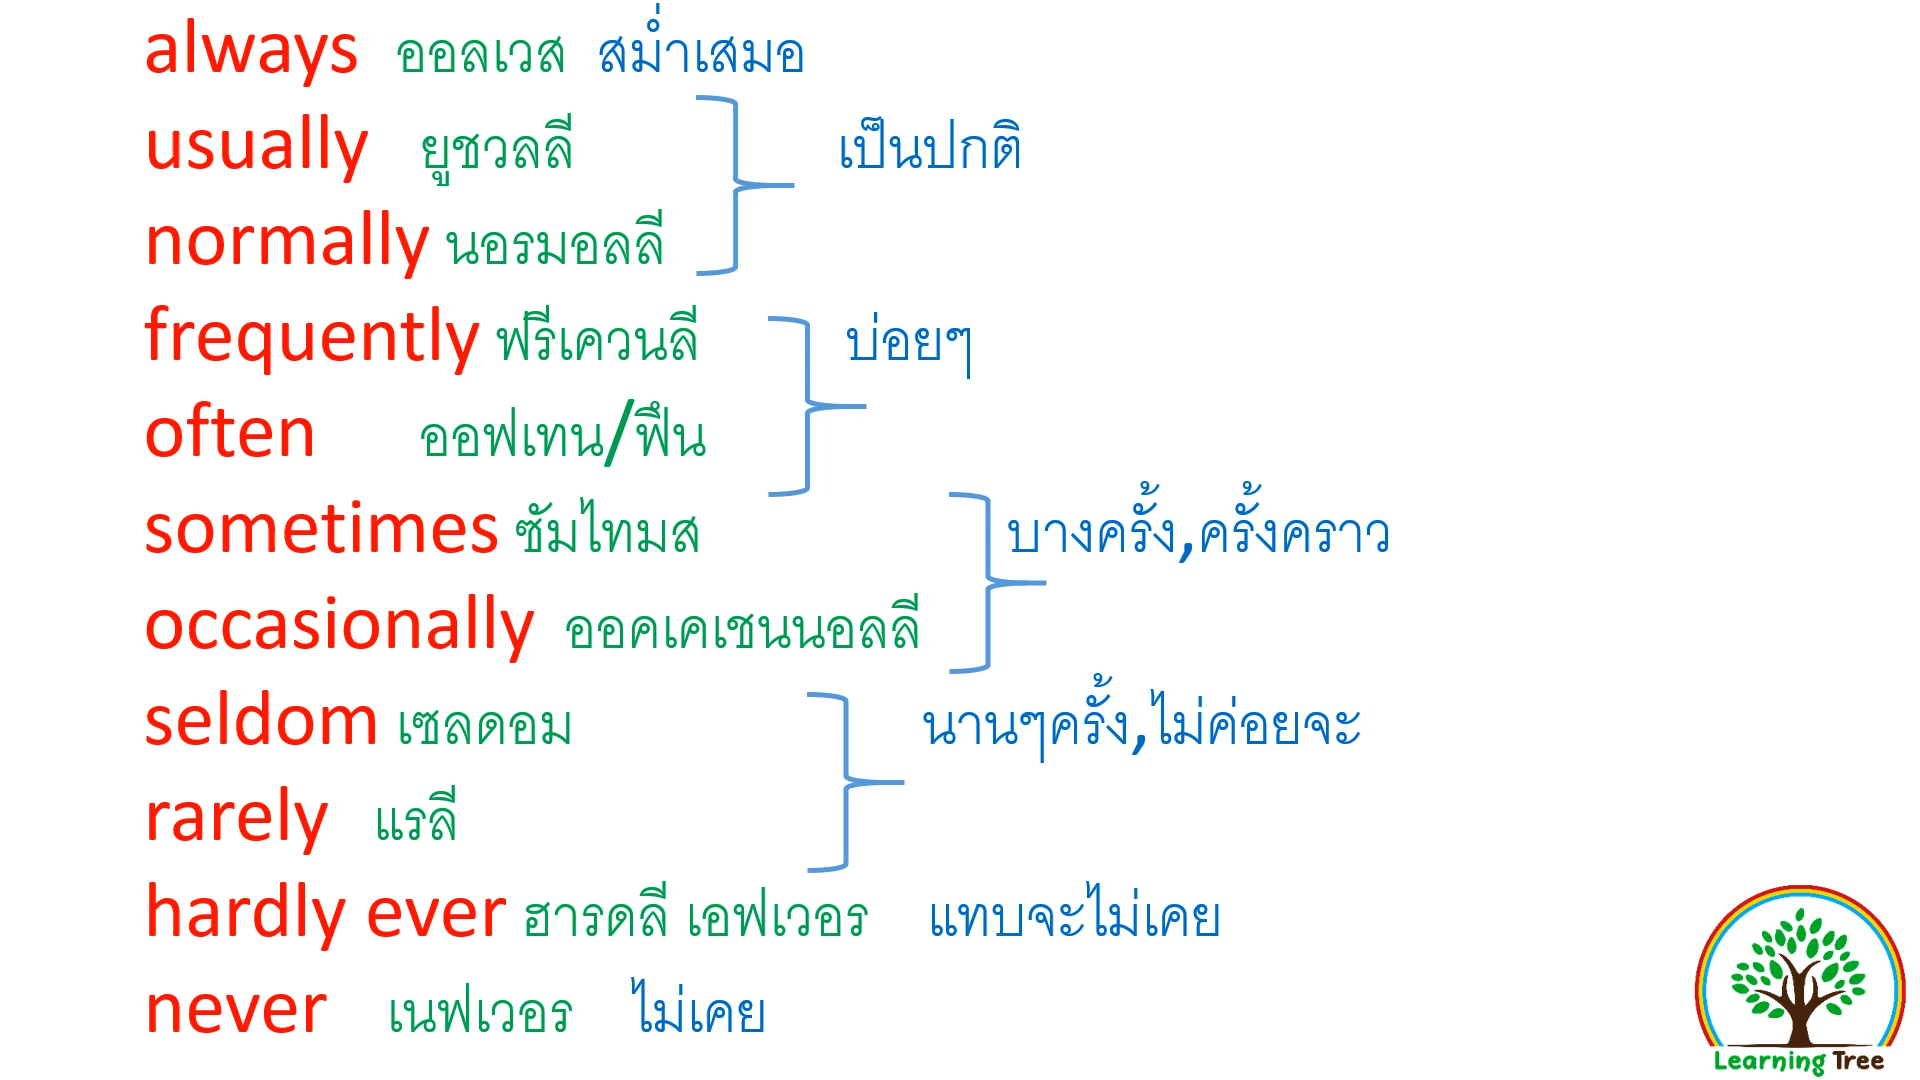 always ออลเวส สม่ำเสมอ
usually ยูชวลลี เป็นปกติ
normally นอรมอลลี
frequently ฟรีเควนลี บ่อยๆ
often ออฟเทน/ฟึน
sometimes ซัมไทมส บางครั้ง,ครั้งคราว
occasionally ออคเคเชนนอลลี
seldom เซลดอม นานๆครั้ง,ไม่ค่อยจะ
rarely แรลี
hardly ever ฮารดลี เอฟเวอร แทบจะไม่เคย
never เนฟเวอร ไม่เคย
Learning Tree